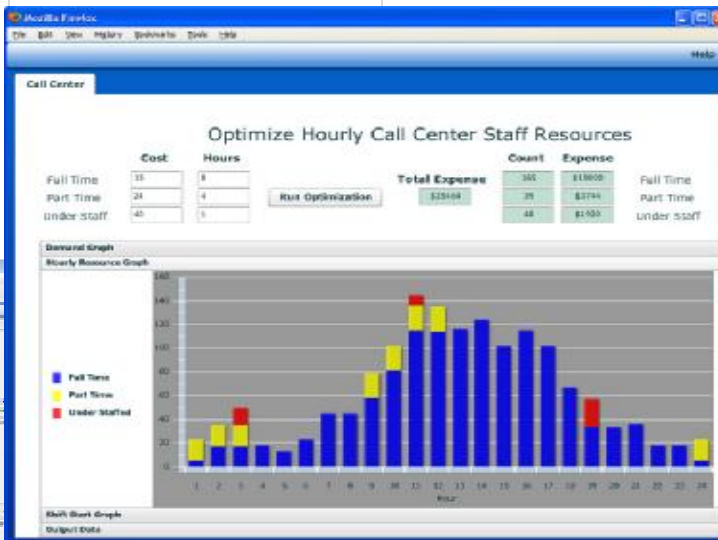 Mozilla Firefox
File Edit View History Bookmarks Tools Help
Help
Call Center
Optimize Hourly Call Center Staff Resources
Cost Hours Count Expense
Full Time 8 Total Expense Full Time
Part Time 24 4 Run Optimization Part Time
Under Staff 40 Under Staff
Demand Graph
Hourly Resource Graph
160
140
120
100
80
60
40
20
0
Full Time
Part Time
Under Staffed
1 2 3 4 5 6 7 8 9 10 11 12 13 14 15 16 17 18 19 20 21 22 23 24
Hour
Shift Start Graph
Output Data